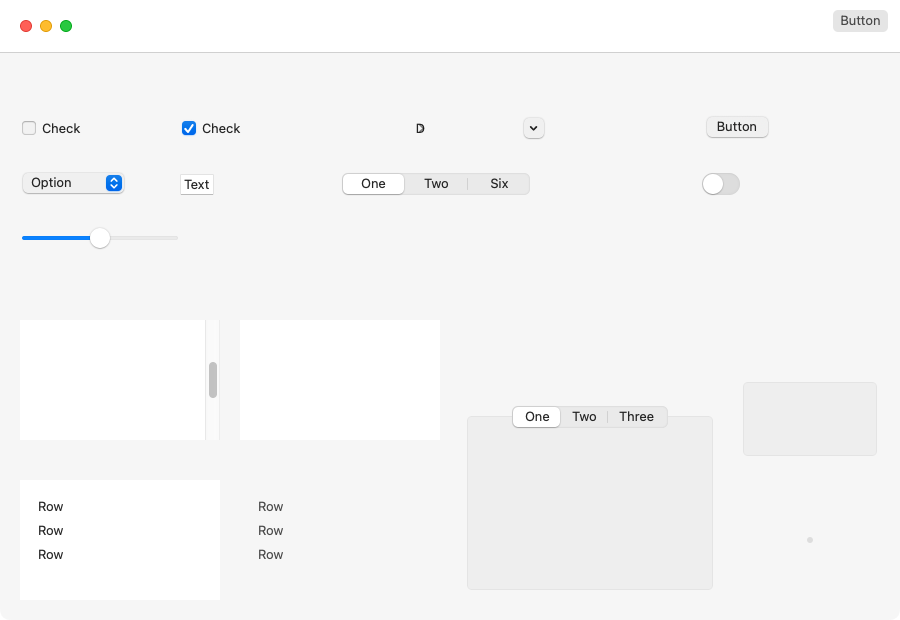 Button
Check
Check
Button
Option
Text
One Two Six
One Two Three
Row
Row
Row
Row
Row
Row